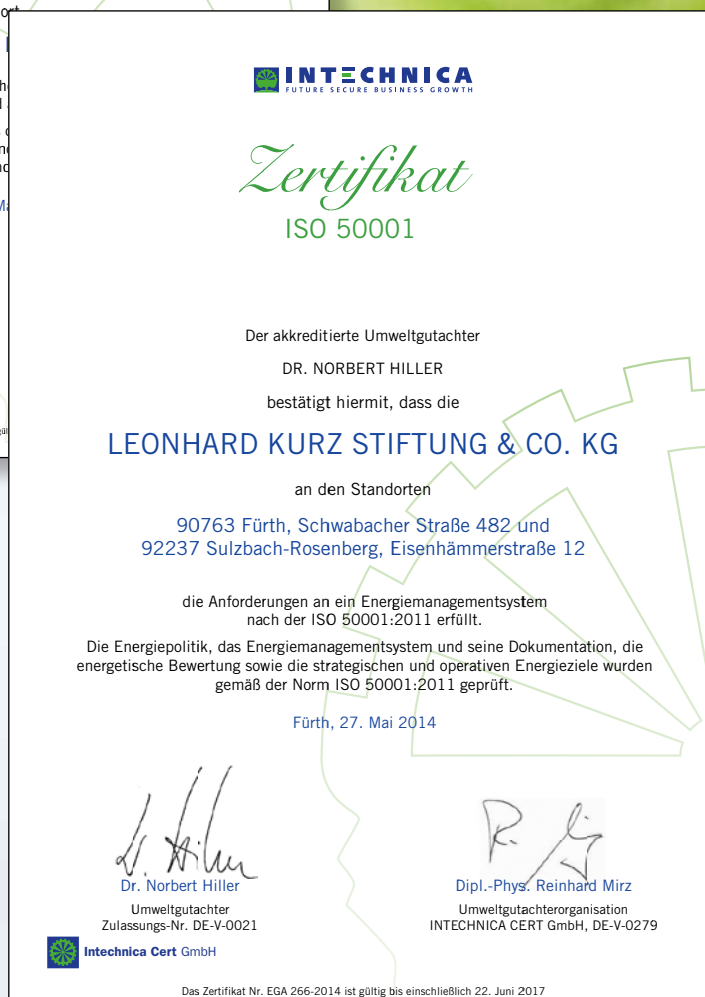 INTECHNICA
FUTURE SECURE BUSINESS GROWTH
Zertifikat
ISO 50001
Der akkreditierte Umweltgutachter
DR. NORBERT HILLER
bestätigt hiermit, dass die
LEONHARD KURZ STIFTUNG & CO. KG
an den Standorten
90763 Fürth, Schwabacher Straße 482 und
92237 Sulzbach-Rosenberg, Eisenhämmerstraße 12
die Anforderungen an ein Energiemanagementsystem
nach der ISO 50001:2011 erfüllt.
Die Energiepolitik, das Energiemanagementsystem und seine Dokumentation, die
energetische Bewertung sowie die strategischen und operativen Energieziele wurden
gemäß der Norm ISO 50001:2011 geprüft.
Fürth, 27. Mai 2014
Dr. Norbert Hiller
Umweltgutachter
Zulassungs-Nr. DE-V-0021
Dipl.-Phys. Reinhard Mirz
Umweltgutachterorganisation
INTECHNICA CERT GmbH, DE-V-0279
Intechnica Cert GmbH
Das Zertifikat Nr. EGA 266-2014 ist gültig bis einschließlich 22. Juni 2017